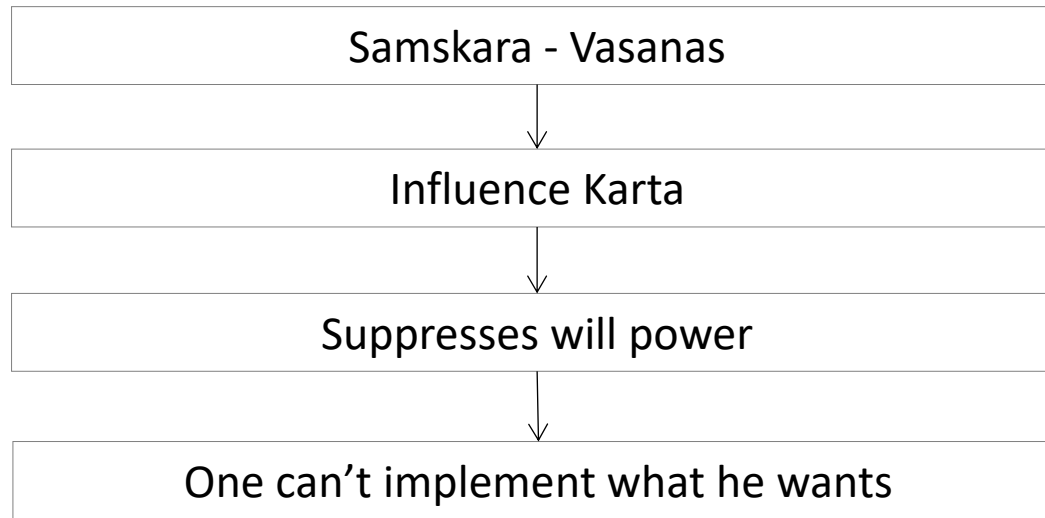 Samskara - Vasanas
Influence Karta
Suppresses will power
One can’t implement what he wants